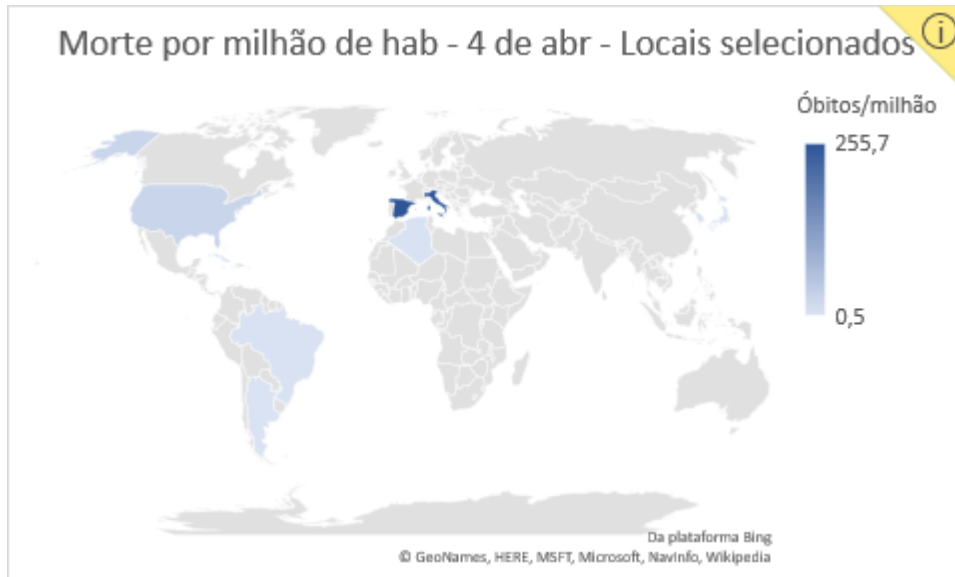 Morte por milhão de hab - 4 de abr - Locais selecionados
Óbitos/milhão
255,7
0,5
Da plataforma Bing
© GeoNames, HERE, MSFT, Microsoft, NavInfo, Wikipedia